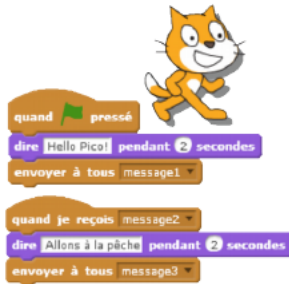 quand pressé
dire Hello Pico! pendant 2 secondes
envoyer à tous message1
quand je reçois message2
dire Allons à la pêche pendant 2 secondes
envoyer à tous message3